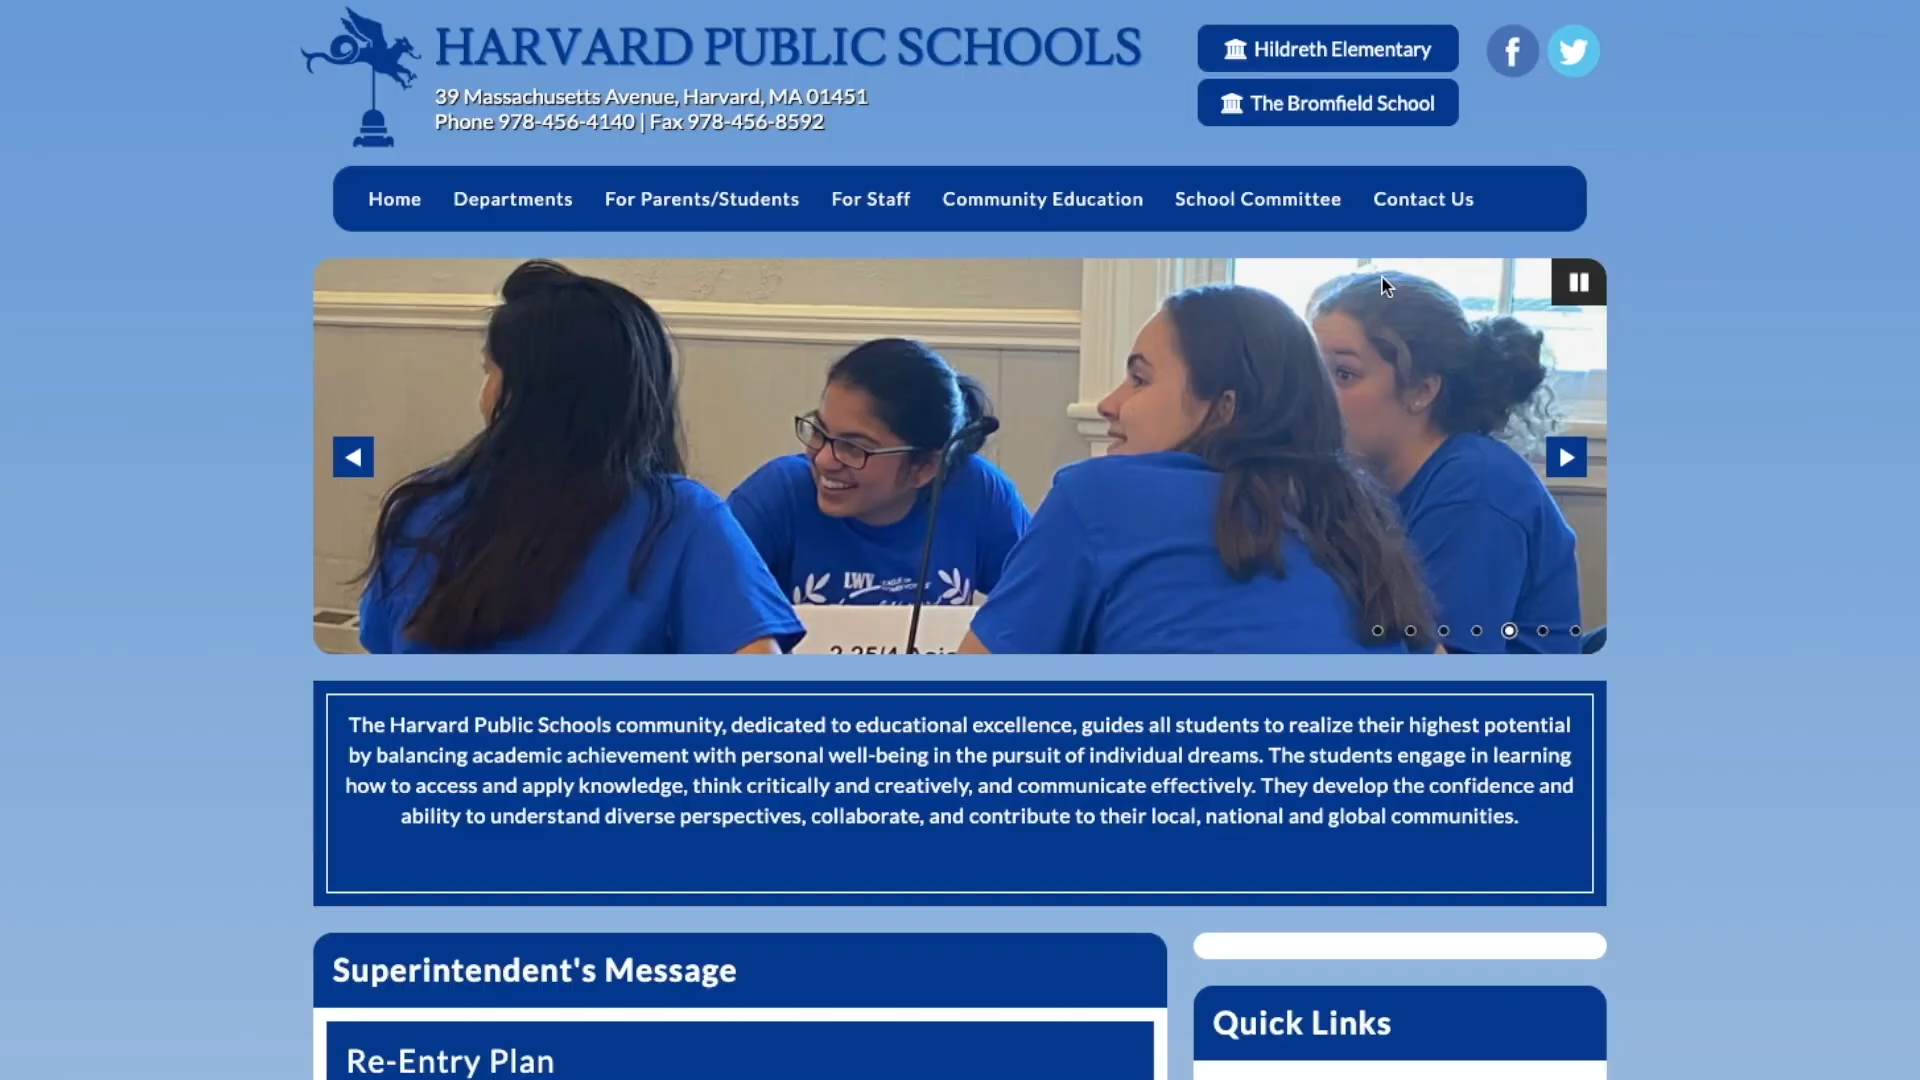 HARVARD PUBLIC SCHOOLS
39 Massachusetts Avenue, Harvard, MA 01451
Phone 978-456-4140 | Fax 978-456-8592
Hildreth Elementary
The Bromfield School
Home Departments For Parents/Students For Staff Community Education School Committee Contact Us
LWV
The Harvard Public Schools community, dedicated to educational excellence, guides all students to realize their highest potential
by balancing academic achievement with personal well-being in the pursuit of individual dreams. The students engage in learning
how to access and apply knowledge, think critically and creatively, and communicate effectively. They develop the confidence and
ability to understand diverse perspectives, collaborate, and contribute to their local, national and global communities.
Superintendent's Message
Re-Entry Plan
Quick Links